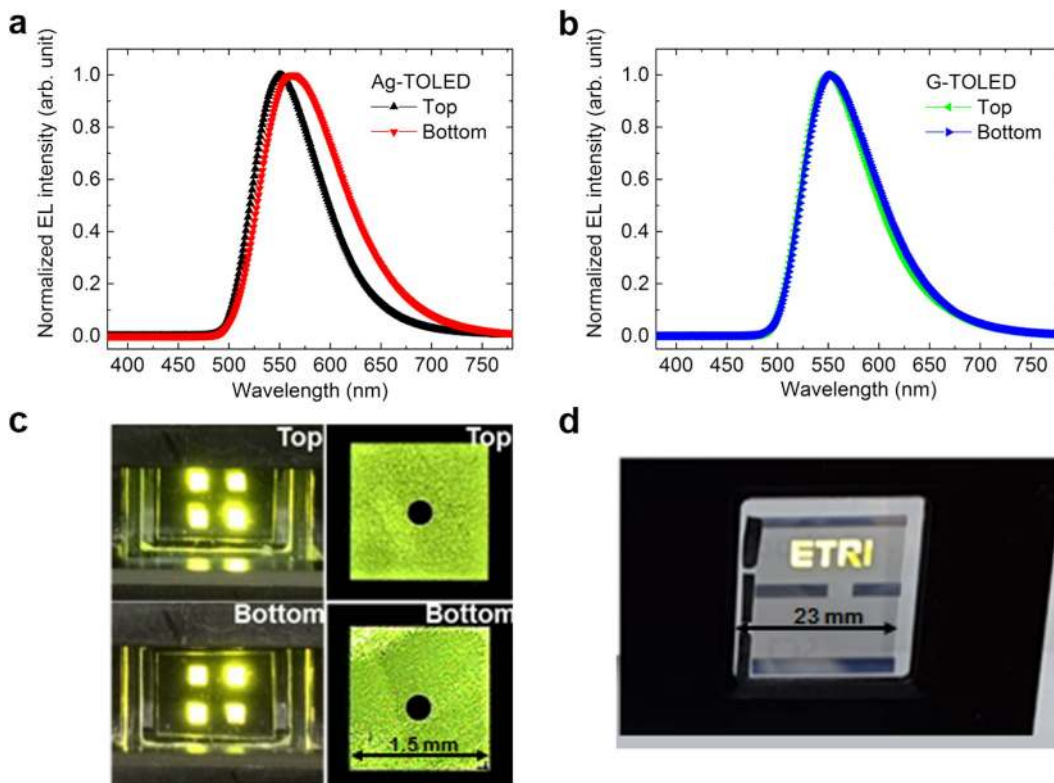 a
Normalized EL intensity (arb. unit)
1.0
0.8
0.6
0.4
0.2
0.0
Ag-TOLED
Top
Bottom
400 450 500 550 600 650 700 750
Wavelength (nm)
b
Normalized EL intensity (arb. unit)
1.0
0.8
0.6
0.4
0.2
0.0
G-TOLED
Top
Bottom
400 450 500 550 600 650 700 750
Wavelength (nm)
c
Top
Top
Bottom
Bottom
1.5 mm
d
ETRI
23 mm